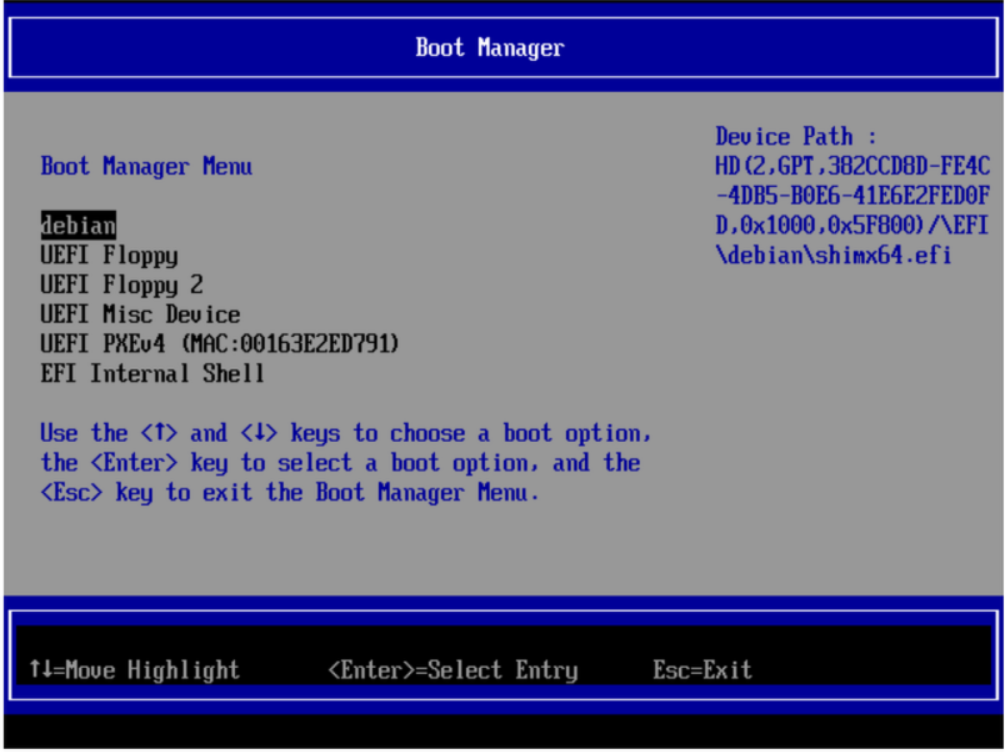 Boot Manager
Boot Manager Menu
debian
UEFI Floppy
UEFI Floppy 2
UEFI Misc Device
UEFI PXEv4 (MAC:00163E2ED791)
EFI Internal Shell
Use the <↑> and <↓> keys to choose a boot option,
the <Enter> key to select a boot option, and the
<Esc> key to exit the Boot Manager Menu.
Device Path :
HD(2,GPT,382CCD8D-FE4C
-4DB5-B0E6-41E6E2FED0F
D,0x1000,0x5F800)/\EFI
\debian\shimx64.efi
↑↓=Move Highlight
<Enter>=Select Entry
Esc=Exit